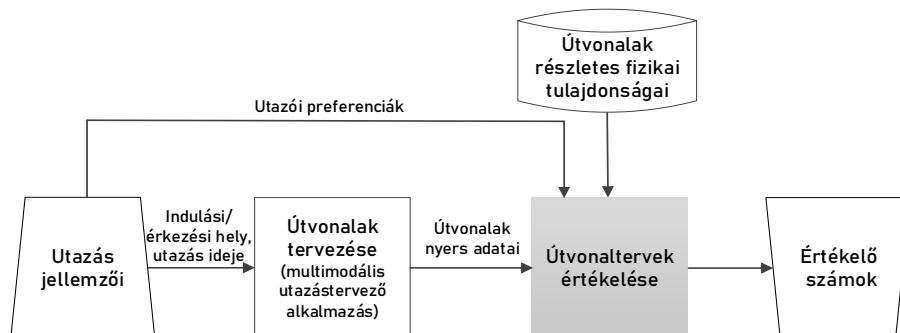 Útvonalak
részletes fizikai
tulajdonságai
Utazói preferenciák
Utazás
jellemzői
Indulási/
érkezési hely,
utazás ideje
Útvonalak
tervezése
(multimodális
utazástervező
alkalmazás)
Útvonalak
nyers adatai
Útvonaltervek
értékelése
Értékelő
számok